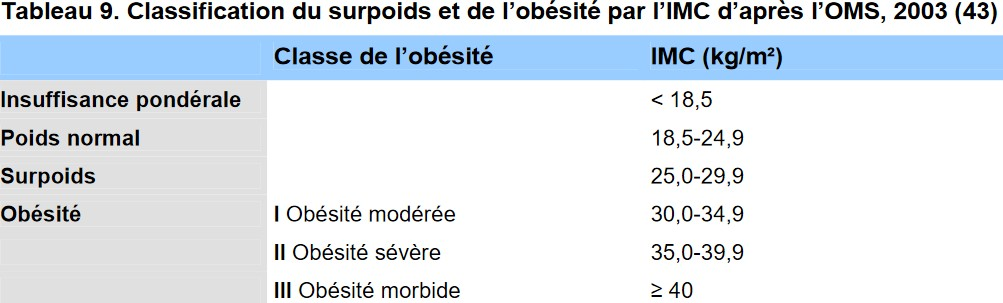 Tableau 9. Classification du surpoids et de l’obésité par l’IMC d’après l’OMS, 2003 (43)
Classe de l’obésité IMC (kg/m²)
Insuffisance pondérale < 18,5
Poids normal 18,5-24,9
Surpoids 25,0-29,9
Obésité I Obésité modérée 30,0-34,9
II Obésité sévère 35,0-39,9
III Obésité morbide ≥ 40